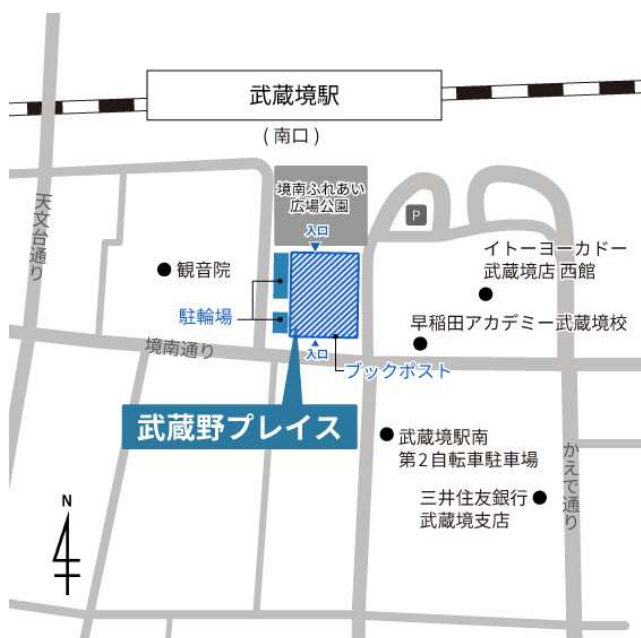 武蔵境駅
(南口)
境南ふれあい
広場公園
天文台通り
入口
P
イトーヨーカドー
武蔵境店 西館
観音院
駐輪場
早稲田アカデミー武蔵境校
境南通り
入口
ブックポスト
武蔵野プレイス
武蔵境駅南
第2自転車駐車場
かえで通り
三井住友銀行
武蔵境支店
N